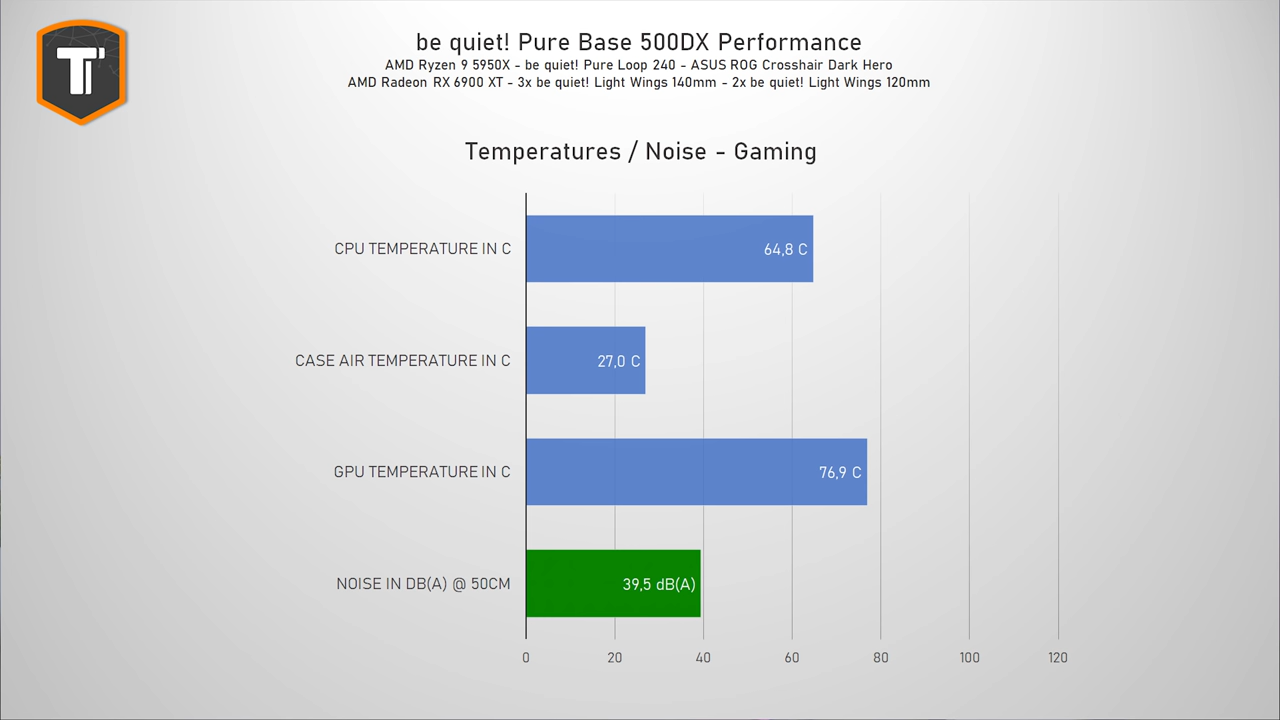 be quiet! Pure Base 500DX Performance
AMD Ryzen 9 5950X - be quiet! Pure Loop 240 - ASUS ROG Crosshair Dark Hero
AMD Radeon RX 6900 XT - 3x be quiet! Light Wings 140mm - 2x be quiet! Light Wings 120mm
Temperatures / Noise - Gaming
CPU TEMPERATURE IN C
64,8 C
CASE AIR TEMPERATURE IN C
27,0 C
GPU TEMPERATURE IN C
76,9 C
NOISE IN DB(A) @ 50CM
39,5 dB(A)
0 20 40 60 80 100 120